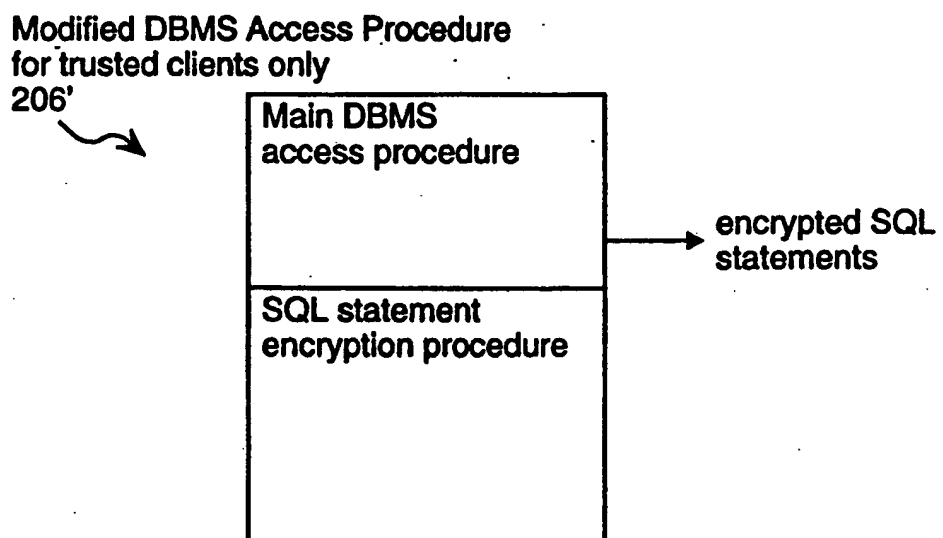 Modified DBMS Access Procedure
for trusted clients only
206'
Main DBMS
access procedure
encrypted SQL
statements
SQL statement
encryption procedure